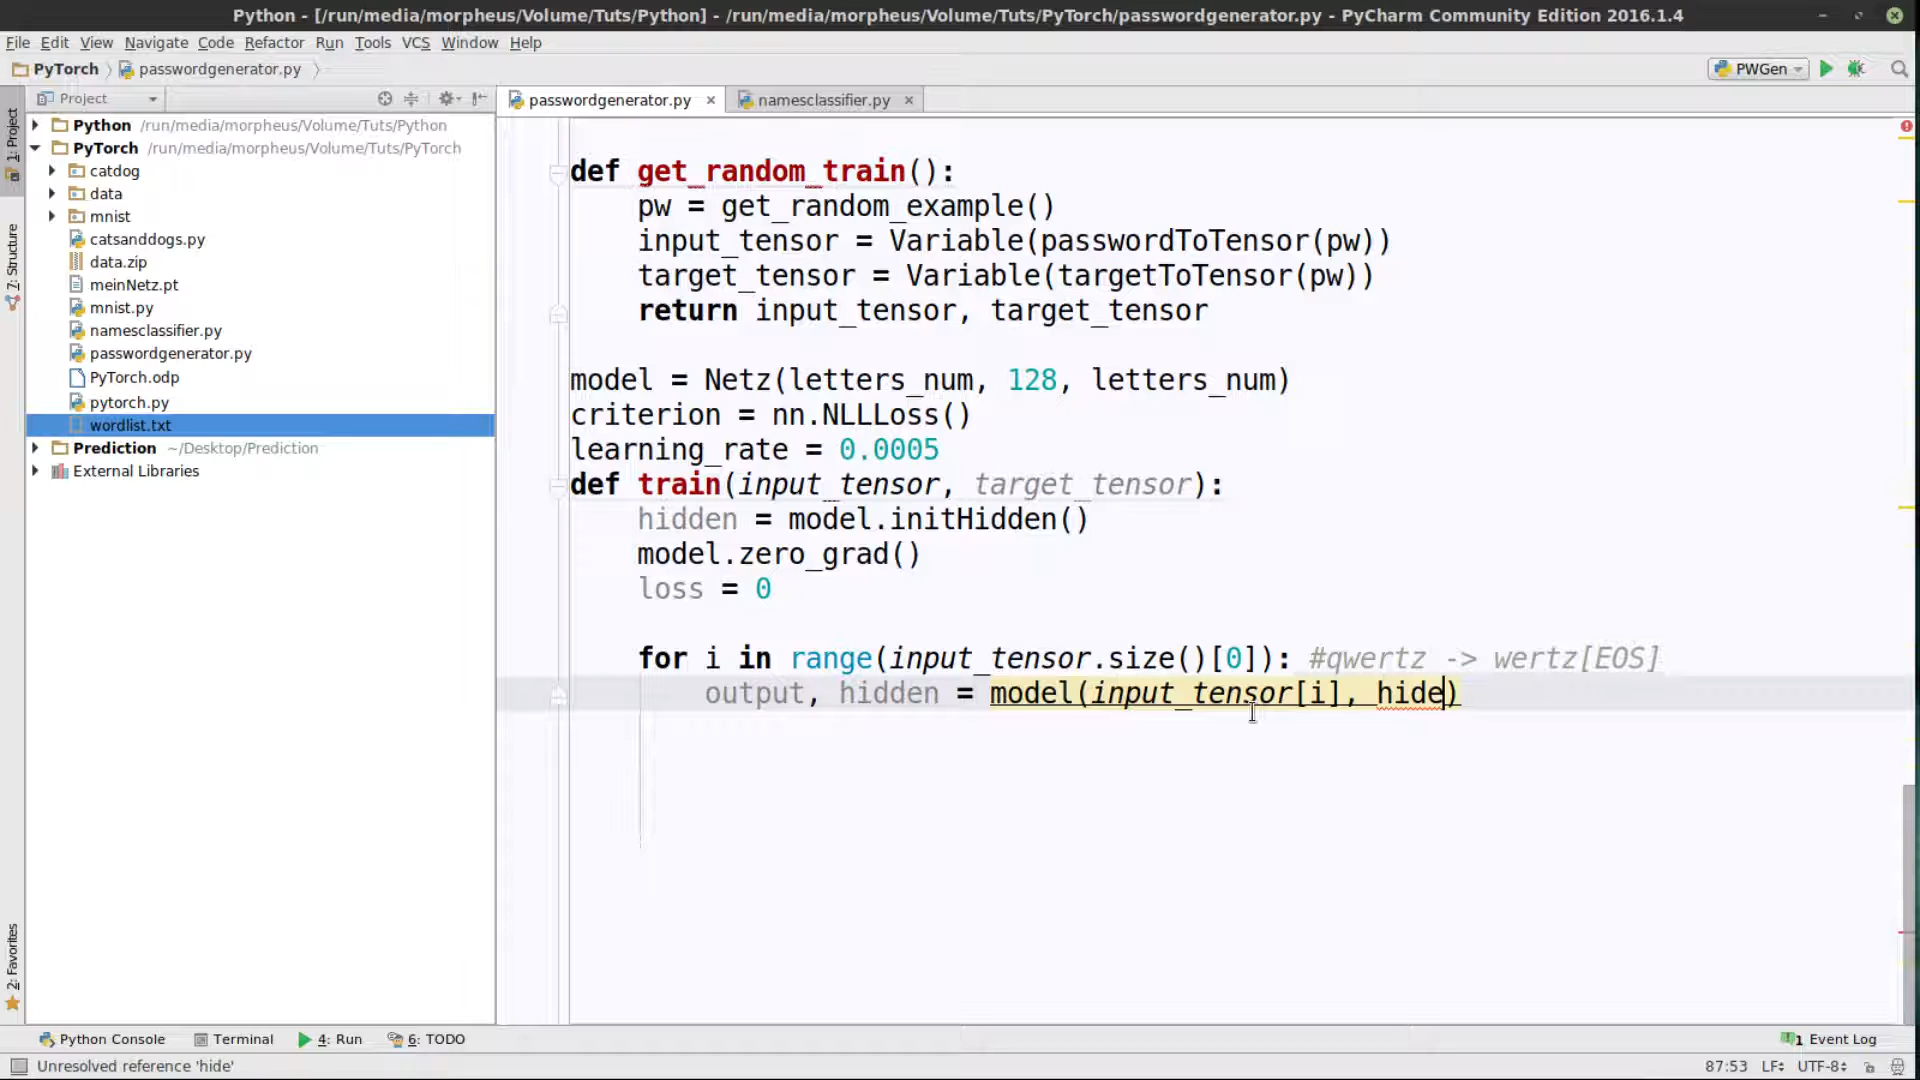 Python - [/run/media/morpheus/Volume/Tuts/Python] - /run/media/morpheus/Volume/Tuts/PyTorch/passwordgenerator.py - PyCharm Community Edition 2016.1.4
File Edit View Navigate Code Refactor Run Tools VCS Window Help
PyTorch passwordgenerator.py
PWGen
Project
passwordgenerator.py
namesclassifier.py
1: Project
7: Structure
2: Favorites
Python /run/media/morpheus/Volume/Tuts/Python
PyTorch /run/media/morpheus/Volume/Tuts/PyTorch
catdog
data
mnist
catsanddogs.py
data.zip
meinNetz.pt
mnist.py
namesclassifier.py
passwordgenerator.py
PyTorch.odp
pytorch.py
wordlist.txt
Prediction ~/Desktop/Prediction
External Libraries
def get_random_train():
pw = get_random_example()
input_tensor = Variable(passwordToTensor(pw))
target_tensor = Variable(targetToTensor(pw))
return input_tensor, target_tensor
model = Netz(letters_num, 128, letters_num)
criterion = nn.NLLLoss()
learning_rate = 0.0005
def train(input_tensor, target_tensor):
hidden = model.initHidden()
model.zero_grad()
loss = 0
for i in range(input_tensor.size()[0]): #qwertz -> wertz[EOS]
output, hidden = model(input_tensor[i], hide)
Python Console Terminal 4: Run 6: TODO
1 Event Log
Unresolved reference 'hide'
87:53 LF UTF-8